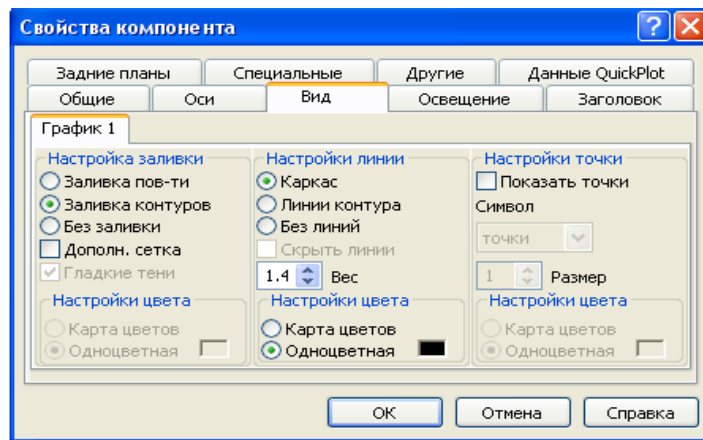 Свойства компонента
Задние планы Специальные Другие Данные QuickPlot
Общие Оси Вид Освещение Заголовок
График 1
Настройка заливки
Заливка пов-ти
Заливка контуров
Без заливки
Дополн. сетка
Гладкие тени
Настройки цвета
Карта цветов
Одноцветная
Настройки линии
Каркас
Линии контура
Без линий
Скрыть линии
1.4 Вес
Настройки цвета
Карта цветов
Одноцветная
Настройки точки
Показать точки
Символ
точки
1 Размер
Настройки цвета
Карта цветов
Одноцветная
ОК Отмена Справка